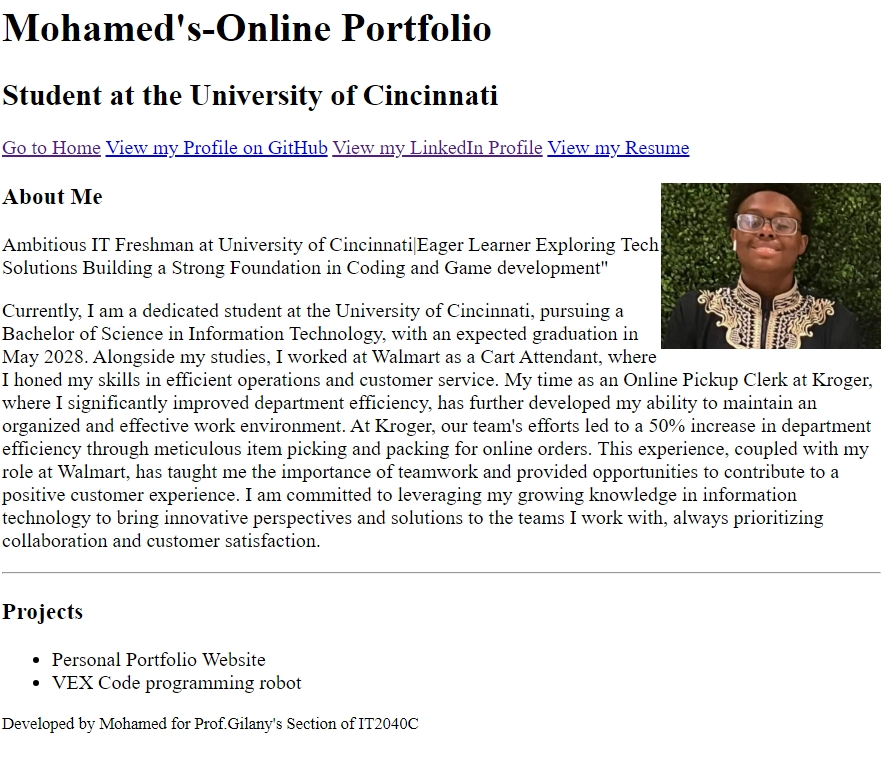 Mohamed's-Online Portfolio
Student at the University of Cincinnati
Go to Home View my Profile on GitHub View my LinkedIn Profile View my Resume
About Me
Ambitious IT Freshman at University of Cincinnati|Eager Learner Exploring Tech
Solutions Building a Strong Foundation in Coding and Game development"
Currently, I am a dedicated student at the University of Cincinnati, pursuing a
Bachelor of Science in Information Technology, with an expected graduation in
May 2028. Alongside my studies, I worked at Walmart as a Cart Attendant, where
I honed my skills in efficient operations and customer service. My time as an Online Pickup Clerk at Kroger,
where I significantly improved department efficiency, has further developed my ability to maintain an
organized and effective work environment. At Kroger, our team's efforts led to a 50% increase in department
efficiency through meticulous item picking and packing for online orders. This experience, coupled with my
role at Walmart, has taught me the importance of teamwork and provided opportunities to contribute to a
positive customer experience. I am committed to leveraging my growing knowledge in information
technology to bring innovative perspectives and solutions to the teams I work with, always prioritizing
collaboration and customer satisfaction.
Projects
• Personal Portfolio Website
• VEX Code programming robot
Developed by Mohamed for Prof.Gilany's Section of IT2040C